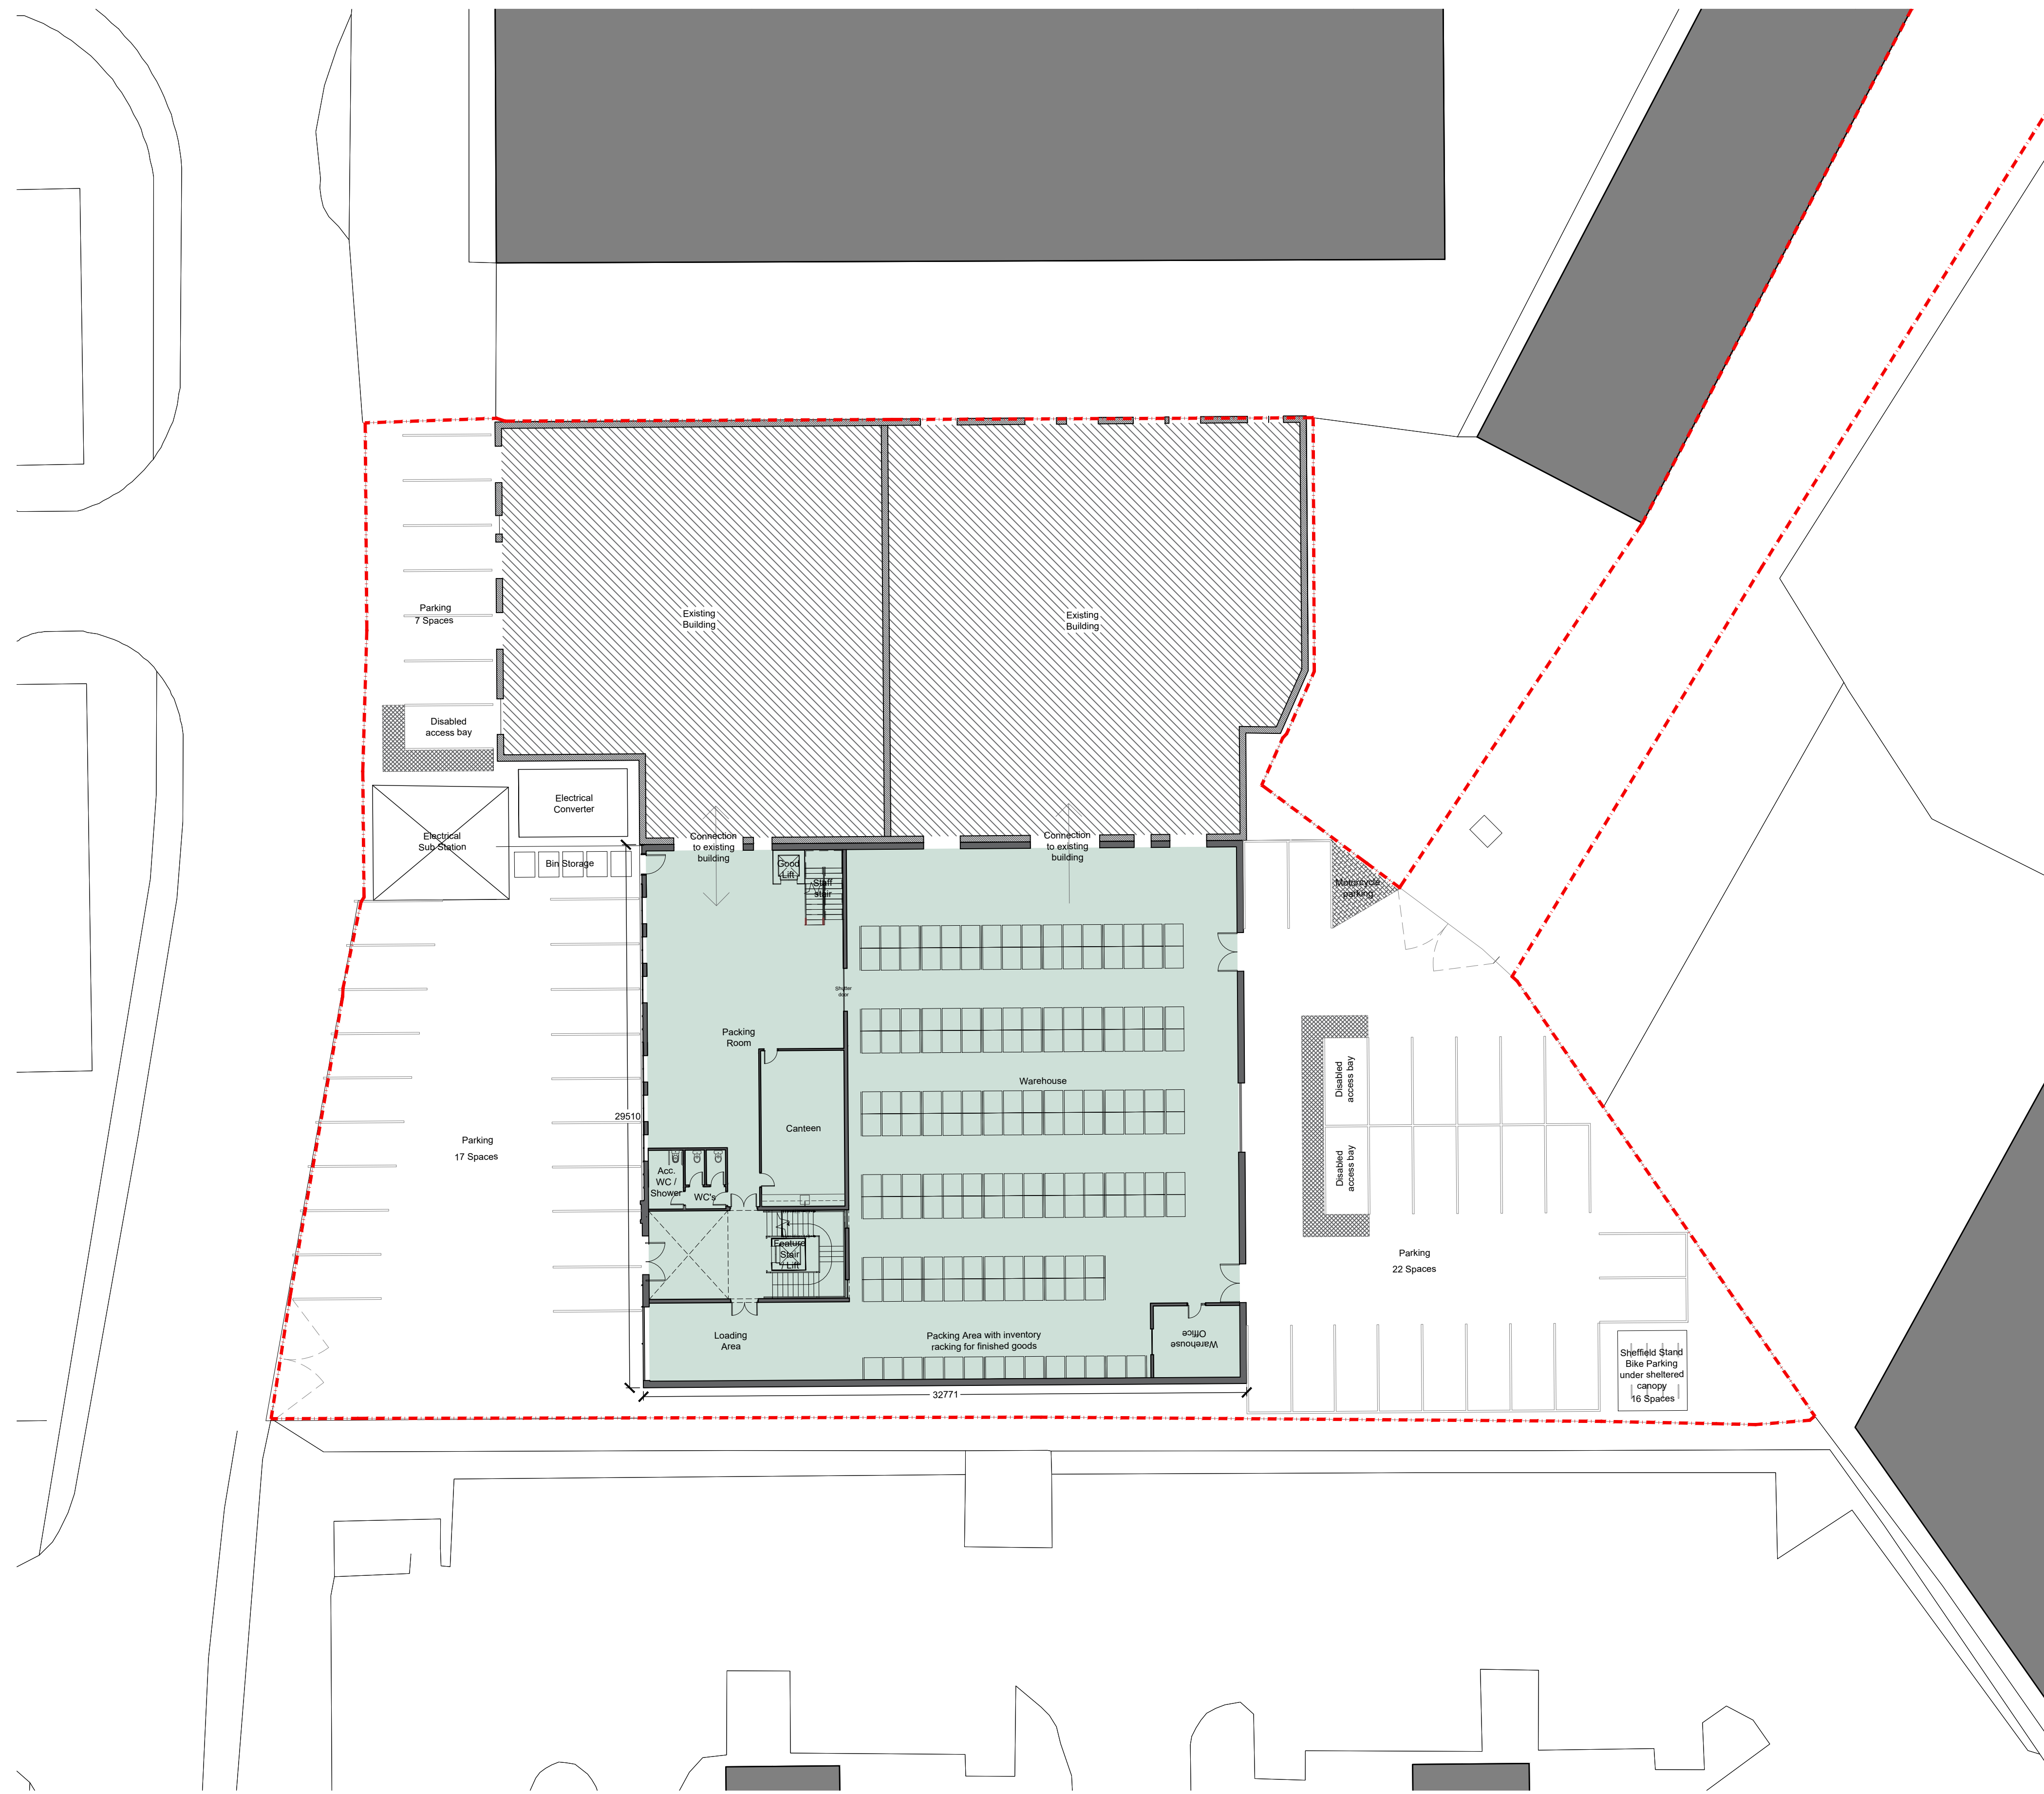 Parking
7 Spaces
Existing
Building
Existing
Building
Disabled
access bay
Electrical
Converter
Electrical
Sub Station
Bin Storage
Connection
to existing
building
Good
Lift
Staff
stair
Connection
to existing
building
Motorcycle
parking
Shutter
door
Packing
Room
Warehouse
Disabled
access bay
29510
Canteen
Parking
17 Spaces
Acc.
WC /
Shower
WC's
Disabled
access bay
Feature
Stair
/ Lift
Parking
22 Spaces
Loading
Area
Packing Area with inventory
racking for finished goods
Warehouse
Office
Sheffield Stand
Bike Parking
under sheltered
canopy
16 Spaces
32771